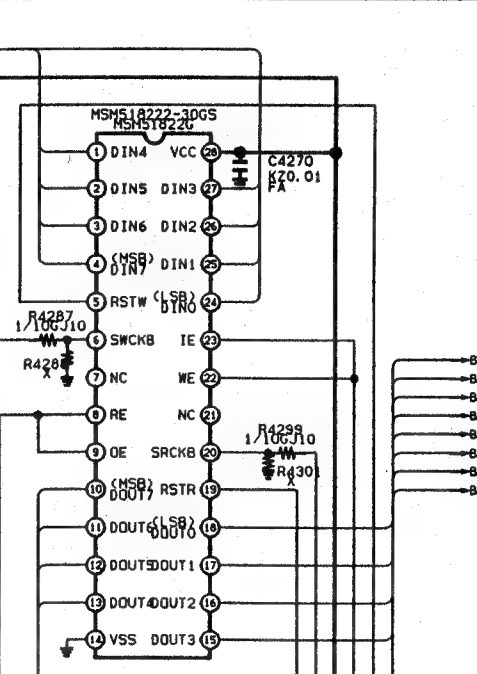 MSM518222-30GS
MSM51822G
1 DIN4 VCC 28
C4270
KZ0.01
FA
2 DIN5 DIN3 27
3 DIN6 DIN2 26
4 (MSB) DIN7 DIN1 25
5 RSTW (LSB) DIN0 24
R4287
1/10GJ10
6 SWCKB IE 23
X
7 NC WE 22
8 RE NC 21
R4299
1/10GJ10
9 OE SRCKB 20
R4301
X
10 (MSB) DOUT7 RSTR 19
11 DOUT6 (LSB) DOUT0 18
12 DOUT5 DOUT1 17
13 DOUT4 DOUT2 16
14 VSS DOUT3 15